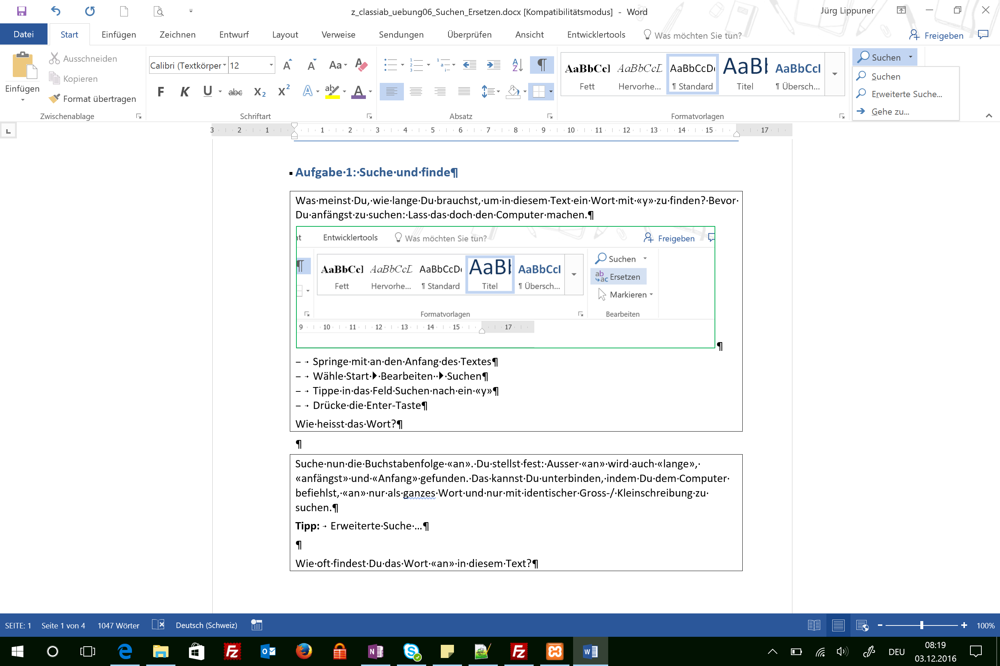 z_classiab_uebung06_Suchen_Ersetzen.docx [Kompatibilitätsmodus] - Word
Jürg Lippuner
Datei Start Einfügen Zeichnen Entwurf Layout Verweise Sendungen Überprüfen Ansicht Entwicklertools Was möchten Sie tun? Freigeben
Einfügen
Ausschneiden
Kopieren
Format übertragen
Zwischenablage
Calibri (Textkörper 12
Aa
F K U abc X₂ X² A ab A
Schriftart
Absatz
AaBbCcI AaBbCcD AaBbCcDc AaBl AaBbCcI
Fett Hervorhe... ¶ Standard Titel ¶ Übersch...
Formatvorlagen
Suchen
Suchen
Erweiterte Suche...
Gehe zu...
3 2 1 1 2 3 4 5 6 7 8 9 10 11 12 13 14 15 17
Aufgabe·1:·Suche·und·finde¶
Was·meinst·Du,·wie·lange·Du·brauchst,·um·in·diesem·Text·ein·Wort·mit·«y»·zu·finden?·Bevor·
Du·anfängst·zu·suchen:·Lass·das·doch·den·Computer·machen.¶
Entwicklertools Was möchten Sie tun? Freigeben
AaBbCcI AaBbCcD AaBbCcDc AaBl AaBbCcI
Fett Hervorhe... ¶ Standard Titel ¶ Übersch...
Formatvorlagen
Suchen
Ersetzen
Markieren
Bearbeiten
9 10 11 12 13 14 15 17
¶
– → Springe·mit·an·den·Anfang·des·Textes¶
– → Wähle·Start·▶·Bearbeiten··▶·Suchen¶
– → Tippe·in·das·Feld·Suchen·nach·ein·«y»¶
– → Drücke·die·Enter-Taste¶
Wie·heisst·das·Wort?¶
¶
Suche·nun·die·Buchstabenfolge·«an».·Du·stellst·fest:·Ausser·«an»·wird·auch·«lange»,·
«anfängst»·und·«Anfang»·gefunden.·Das·kannst·Du·unterbinden,·indem·Du·dem·Computer·
befiehlst,·«an»·nur·als·ganzes·Wort·und·nur·mit·identischer·Gross-/·Kleinschreibung·zu·
suchen.¶
Tipp: → Erweiterte·Suche·...¶
¶
Wie·oft·findest·Du·das·Wort·«an»·in·diesem·Text?¶
SEITE: 1 Seite 1 von 4 1047 Wörter Deutsch (Schweiz) 100%
DEU 08:19
03.12.2016